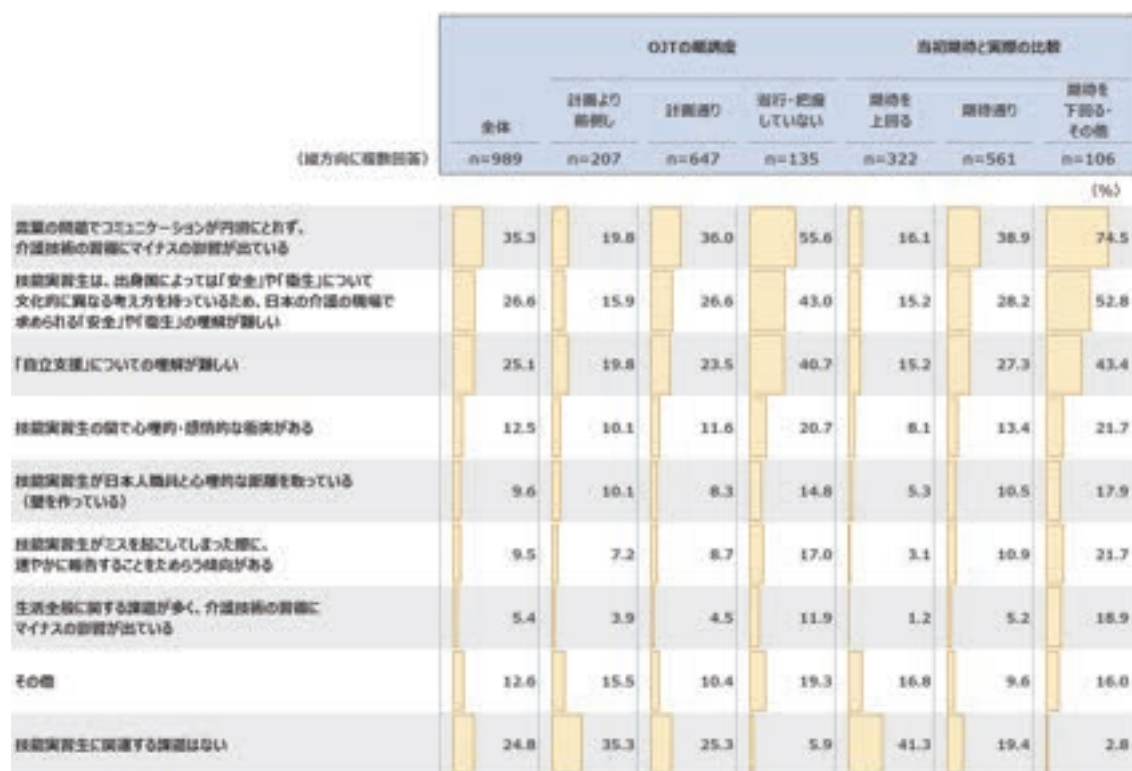 OJTの順調度 当初期待と実際の比較
全体 計画より前倒し 計画通り 遅行・把握していない 期待を上回る 期待通り 期待を下回る・その他
(縦方向に複数回答) n=989 n=207 n=647 n=135 n=322 n=561 n=106
(%)
言葉の問題でコミュニケーションが円滑にとれず、
介護技術の習得にマイナスの影響が出ている 35.3 19.8 36.0 55.6 16.1 38.9 74.5
技能実習生は、出身国によっては「安全」や「衛生」について
文化的に異なる考え方を持っているため、日本の介護の現場で
求められる「安全」や「衛生」の理解が難しい 26.6 15.9 26.6 43.0 15.2 28.2 52.8
「自立支援」についての理解が難しい 25.1 19.8 23.5 40.7 15.2 27.3 43.4
技能実習生の間で心理的・感情的な衝突がある 12.5 10.1 11.6 20.7 8.1 13.4 21.7
技能実習生が日本人職員と心理的な距離を取っている
(壁を作っている) 9.6 10.1 8.3 14.8 5.3 10.5 17.9
技能実習生がミスを起こしてしまった際に、
速やかに報告することをためらう傾向がある 9.5 7.2 8.7 17.0 3.1 10.9 21.7
生活全般に関する課題が多く、介護技術の習得に
マイナスの影響が出ている 5.4 3.9 4.5 11.9 1.2 5.2 18.9
その他 12.6 15.5 10.4 19.3 16.8 9.6 16.0
技能実習生に関連する課題はない 24.8 35.3 25.3 5.9 41.3 19.4 2.8